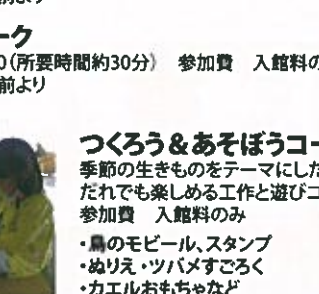 ーク
0（所要時間約30分）　参加費　入館料の
前より
つくろう＆あそぼうコー
季節の生きものをテーマにした
だれでも楽しめる工作と遊びコ
参加費　入館料のみ
・鳥のモビール、スタンプ
・ぬりえ・ツバメすごろく
・カエルおもちゃなど